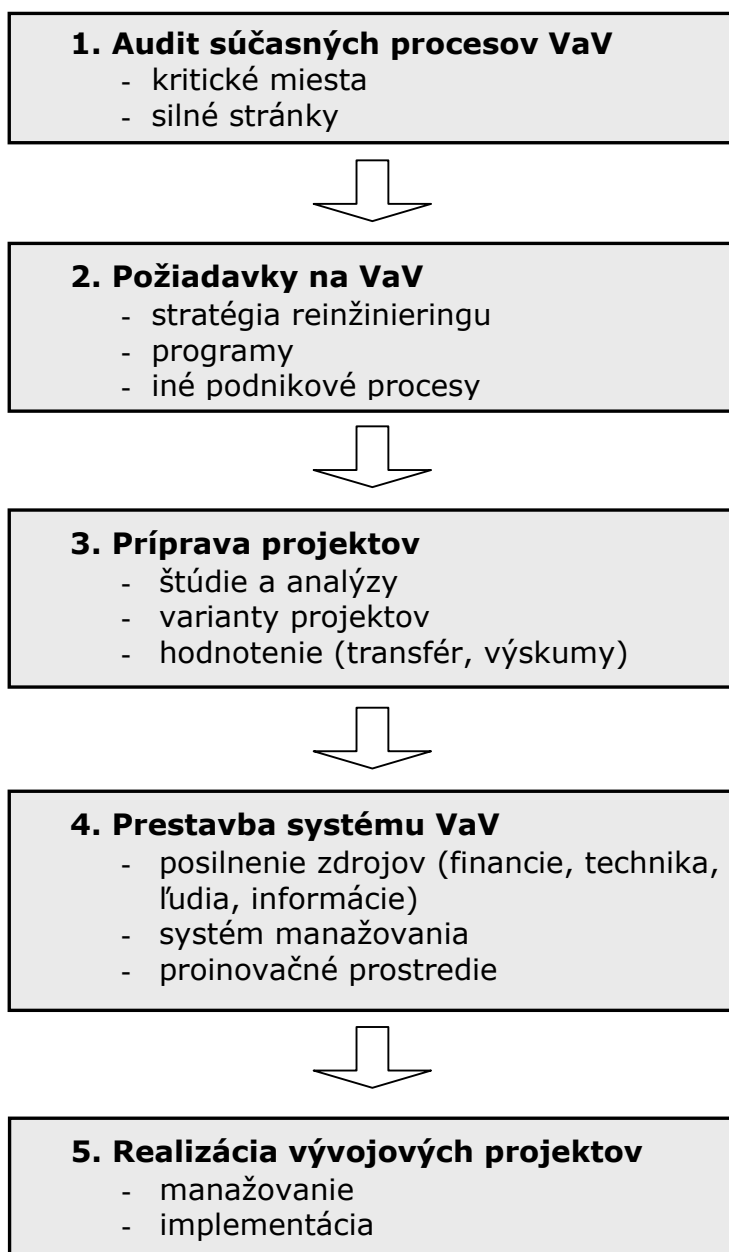 1. Audit súčasných procesov VaV
- kritické miesta
- silné stránky
2. Požiadavky na VaV
- stratégia reinžinieringu
- programy
- iné podnikové procesy
3. Príprava projektov
- štúdie a analýzy
- varianty projektov
- hodnotenie (transfér, výskumy)
4. Prestavba systému VaV
- posilnenie zdrojov (financie, technika,
ľudia, informácie)
- systém manažovania
- proinovačné prostredie
5. Realizácia vývojových projektov
- manažovanie
- implementácia